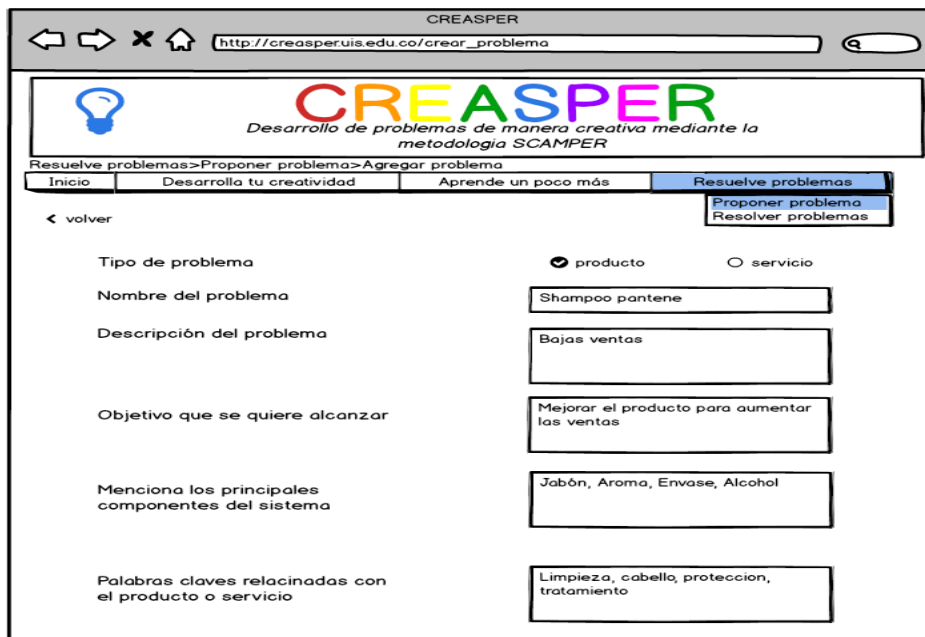 CREASPER
http://creasper.uis.edu.co/crear_problema
CREASPER
Desarrollo de problemas de manera creativa mediante la
metodologia SCAMPER
Resuelve problemas>Proponer problema>Agregar problema
Inicio
Desarrolla tu creatividad
Aprende un poco más
Resuelve problemas
Proponer problema
Resolver problemas
volver
Tipo de problema
producto
servicio
Nombre del problema
Shampoo pantene
Descripción del problema
Bajas ventas
Objetivo que se quiere alcanzar
Mejorar el producto para aumentar
las ventas
Menciona los principales
componentes del sistema
Jabón, Aroma, Envase, Alcohol
Palabras claves relacinadas con
el producto o servicio
Limpieza, cabello, proteccion,
tratamiento